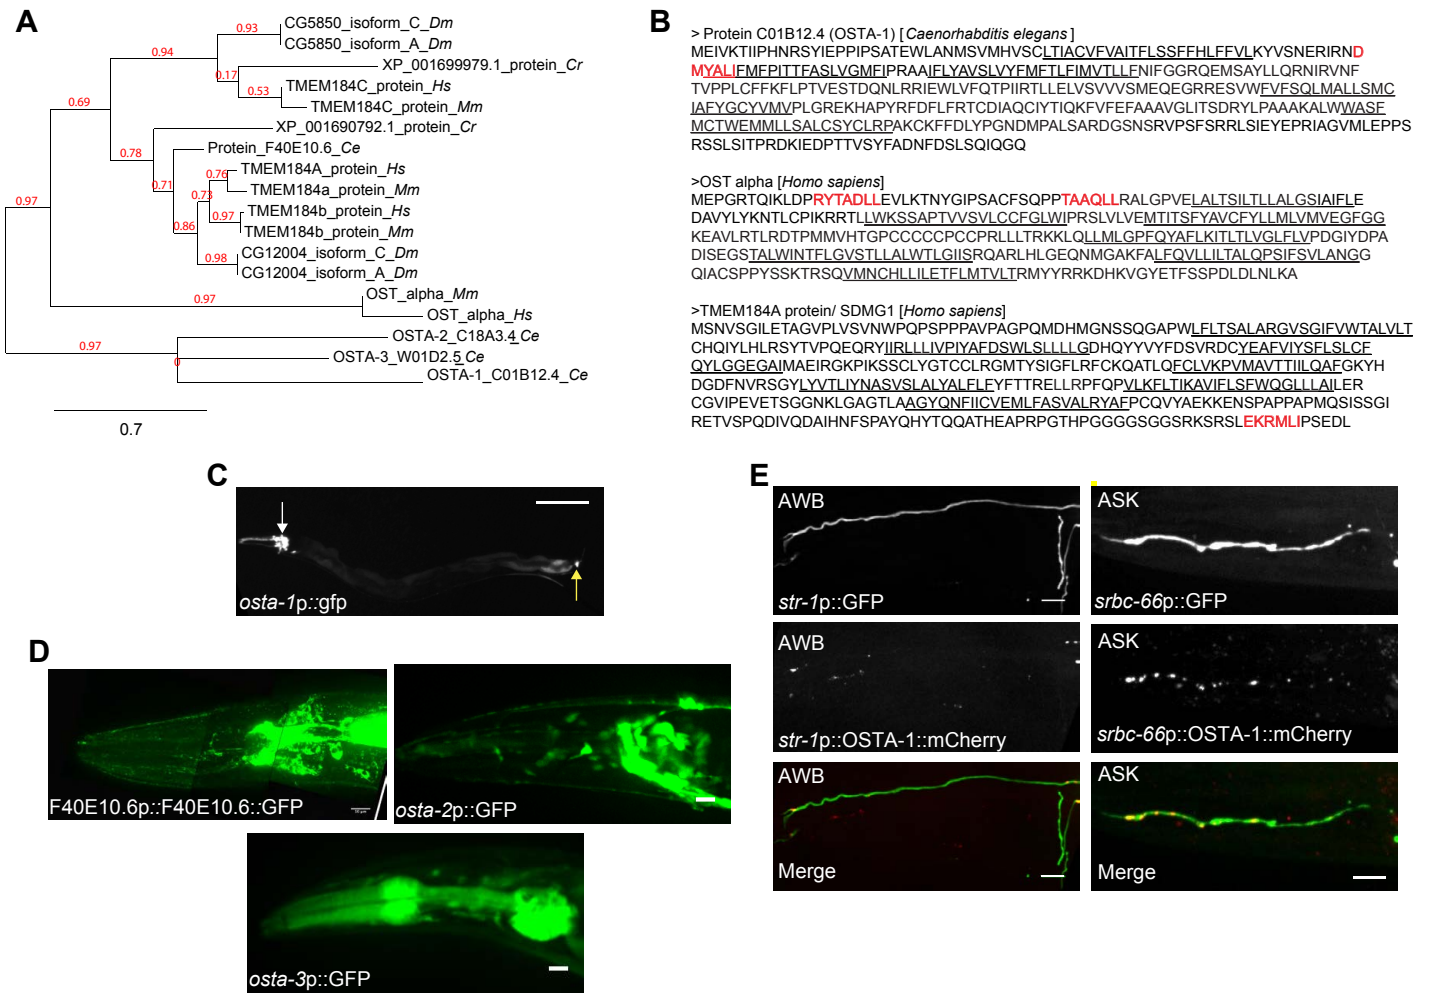 A
0.93
CG5850_isoform_C_Dm
CG5850_isoform_A_Dm
0.94
0.17
XP_001699979.1_protein_Cr
0.53
TMEM184C_protein_Hs
TMEM184C_protein_Mm
0.69
XP_001690792.1_protein_Cr
0.78
Protein_F40E10.6_Ce
0.71
0.76
TMEM184A_protein_Hs
TMEM184a_protein_Mm
0.73
0.97
TMEM184b_protein_Hs
TMEM184b_protein_Mm
0.86
0.98
CG12004_isoform_C_Dm
CG12004_isoform_A_Dm
0.97
0.97
OST_alpha_Mm
OST_alpha_Hs
0.97
0
OSTA-2_C18A3.4_Ce
OSTA-3_W01D2.5_Ce
OSTA-1_C01B12.4_Ce
0.7
B
> Protein C01B12.4 (OSTA-1) [Caenorhabditis elegans ]
MEIVKTIIPHNRSYIEPPIPSATEWLANMSVMHVSCLTIACVFVAITFLSSFFHLFFVLKYVSNERIRND
MYALIFMFPITTFASLVGMFIPRAAIFLYAVSLVYFMFTLFIMVTLLFNIFGGRQEMSAYLLQRNIRVNF
TVPPLCFFKFLPTVESTDQNLRRIEWLVFQTPIIRTLLELVSVVVSMEQEGRRESVWFVFSQLMALLSMC
IAFYGCYVMVPLGREKHAPYRFDFLFRTCDIAQCIYTIQKFVFEFAAAVGLITSDRYLPAAAKALWWASF
MCTWEMMLLSALCSYCLRPAKCKFFDLYPGNDMPALSARDGSNSRVPSFSRRLSIEYEPRIAGVMLEPPS
RSSLSITPRDKIEDPTTVSYFADNFDSLSQIQGQ
>OST alpha [Homo sapiens]
MEPGRTQIKLDPRYTADLLEVLKTNYGIPSACFSQPPTAAQLLRALGPVELALTSILTLLALGSIAIFLE
DAVYLYKNTLCPIKRRTLLWKSSAPTVVSVLCCFGLWIPRSLVLVEMTITSFYAVCFYLLMLVMVEGFGG
KEAVLRTLRDTPMMVHTGPCCCCCPCCPRLLLTRKKLQLLMLGPFQYAFLKITLTLVGLFLVPDGIYDPA
DISEGSTALWINTFLGVSTLLALWTLGIISRQARLHLGEQNMGAKFALFQVLLILTALQPSIFSVLANGG
QIACSPPYSSKTRSQVMNCHLLILETFLMTVLTRMYYRRKDHKVGYETFSSPDLDLNLKA
>TMEM184A protein/ SDMG1 [Homo sapiens]
MSNVSGILETAGVPLVSVNWPQPSPPPAVPAGPQMDHMGNSSQGAPWLFLTSALARGVSGIFVWTALVLT
CHQIYLHLRSYTVPQEQRYIIRLLLIVPIYAFDSWLSLLLLGDHQYYVYFDSVRDCYEAFVIYSFLSLCF
QYLGGEGAIMAEIRGKPIKSSCLYGTCCLRGMTYSIGFLRFCKQATLQFCLVKPVMAVTTIILQAFGKYH
DGDFNVRSGYLYVTLIYNASVSLALYALFLFYFTTRELLRPFQPVLKFLTIKAVIFLSFWQGLLLAILER
CGVIPEVETSGGNKLGAGTLAAGYQNFIICVEMLFASVALRYAFPCQVYAEKKENSPAPPAPMQSISSGI
RETVSPQDIVQDAIHNFSPAYQHYTQQATHEAPRPGTHPGGGGSGGSRKSRSLEKRMLIPSEDL
C
osta-1p::gfp
D
F40E10.6p::F40E10.6::GFP
osta-2p::GFP
osta-3p::GFP
E
AWB
str-1p::GFP
ASK
srbc-66p::GFP
AWB
str-1p::OSTA-1::mCherry
ASK
srbc-66p::OSTA-1::mCherry
AWB
Merge
ASK
Merge